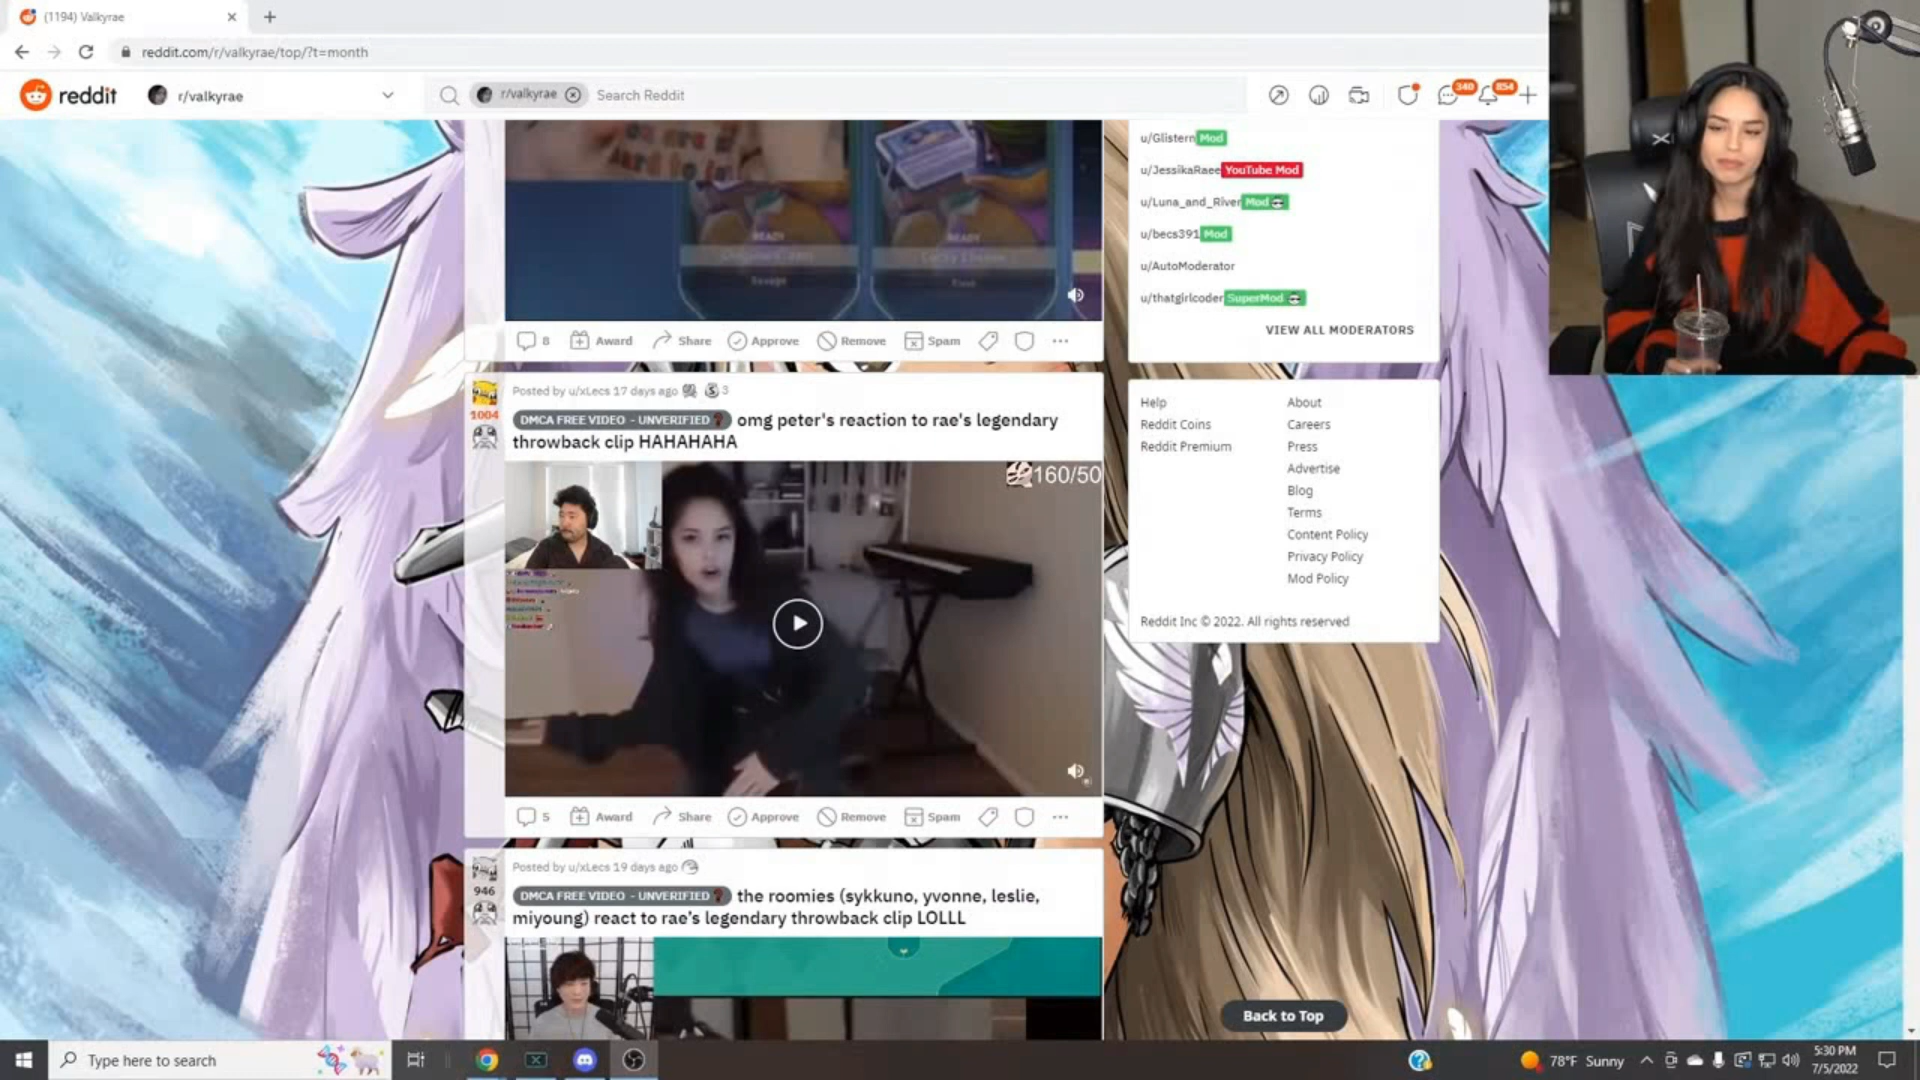 (1194) Valkyrae
reddit.com/r/valkyrae/top/?t=month
reddit
r/valkyrae
r/valkyrae
Search Reddit
340
854
u/Glistern Mod
u/JessikaRaee YouTube Mod
u/Luna_and_River Mod
u/becs391 Mod
u/AutoModerator
u/thatgirlcoder SuperMod
VIEW ALL MODERATORS
READY
READY
8 Award Share Approve Remove Spam
Posted by u/xLecs 17 days ago 3
1004
DMCA FREE VIDEO - UNVERIFIED❓ omg peter's reaction to rae's legendary
throwback clip HAHAHAHA
160/50
5 Award Share Approve Remove Spam
Posted by u/xLecs 19 days ago
946
DMCA FREE VIDEO - UNVERIFIED❓ the roomies (sykkuno, yvonne, leslie,
miyoung) react to rae's legendary throwback clip LOLLL
Help
Reddit Coins
Reddit Premium
About
Careers
Press
Advertise
Blog
Terms
Content Policy
Privacy Policy
Mod Policy
Reddit Inc © 2022. All rights reserved
Back to Top
Type here to search
78°F Sunny
5:30 PM
7/5/2022